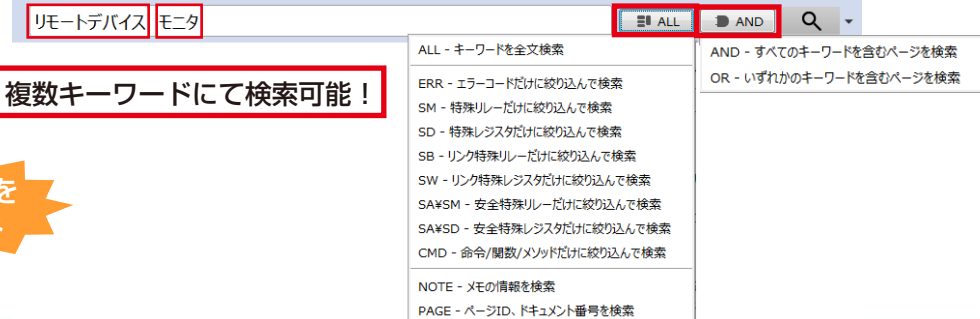 リモートデバイス モニタ ALL AND
ALL - キーワードを全文検索
AND - すべてのキーワードを含むページを検索
OR - いずれかのキーワードを含むページを検索
複数キーワードにて検索可能！
ERR - エラーコードだけに絞り込んで検索
SM - 特殊リレーだけに絞り込んで検索
SD - 特殊レジスタだけに絞り込んで検索
SB - リンク特殊リレーだけに絞り込んで検索
SW - リンク特殊レジスタだけに絞り込んで検索
SA¥SM - 安全特殊リレーだけに絞り込んで検索
SA¥SD - 安全特殊レジスタだけに絞り込んで検索
CMD - 命令/関数/メソッドだけに絞り込んで検索
NOTE - メモの情報を検索
PAGE - ページID、ドキュメント番号を検索
を